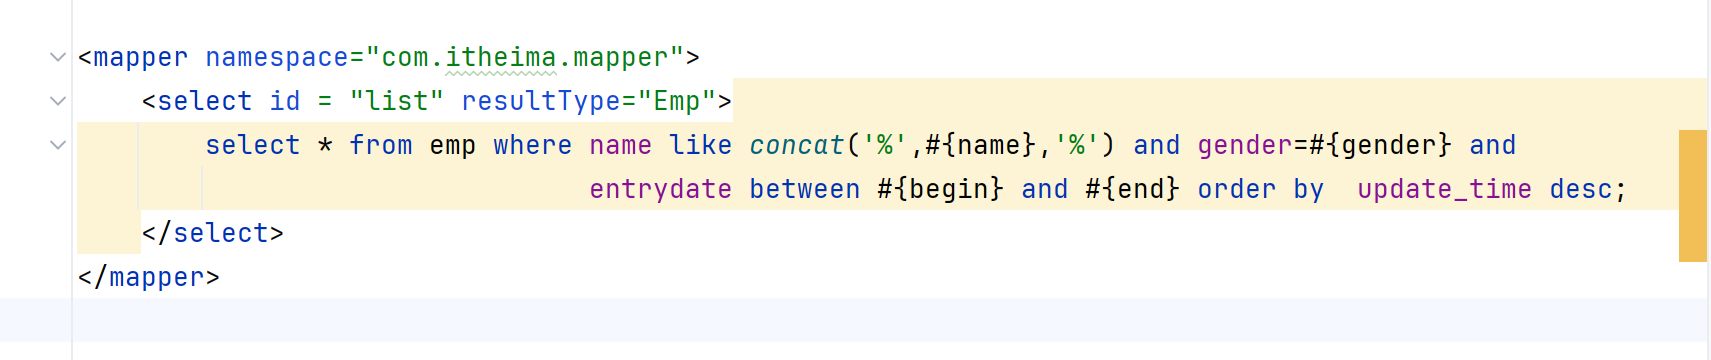 <mapper namespace="com.itheima.mapper">
    <select id = "list" resultType="Emp">
        select * from emp where name like concat('%',#{name},'%') and gender=#{gender} and
                                entrydate between #{begin} and #{end} order by  update_time desc;
    </select>
</mapper>